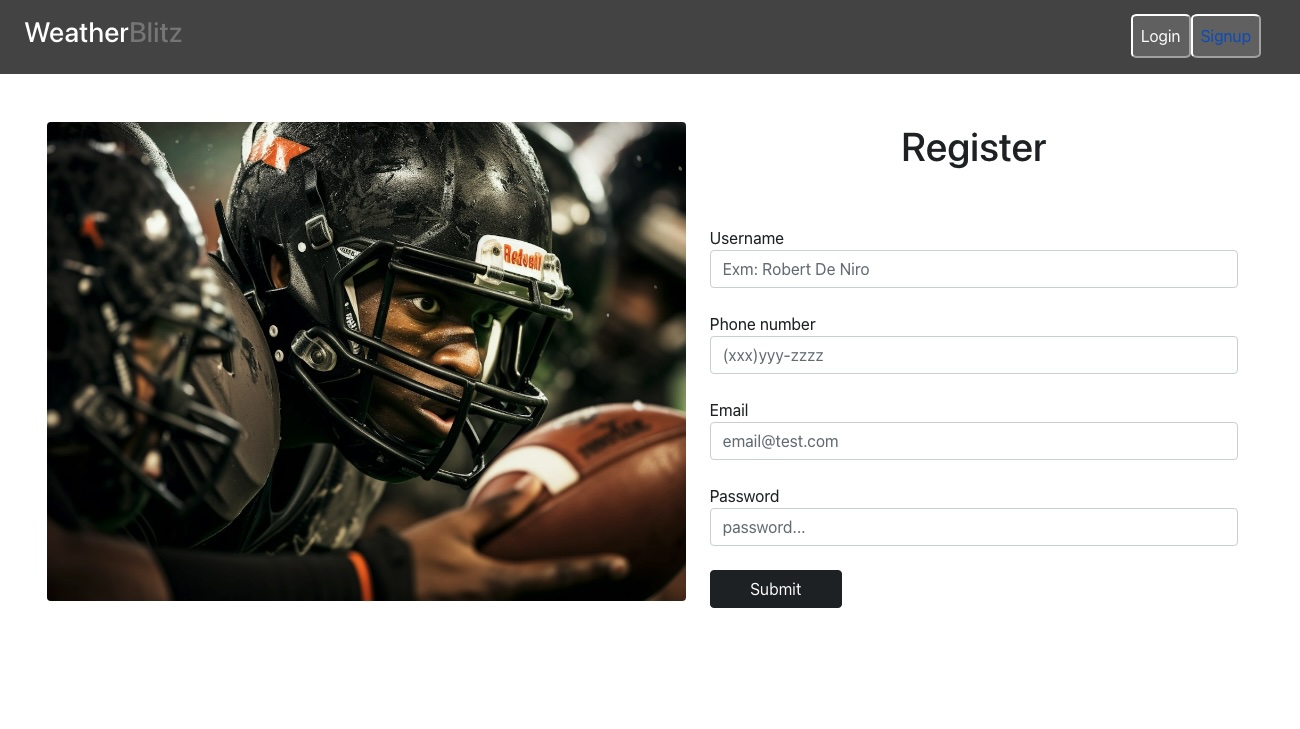 WeatherBlitz
Login
Signup
Register
Username
Exm: Robert De Niro
Phone number
(xxx)yyy-zzzz
Email
email@test.com
Password
password...
Submit